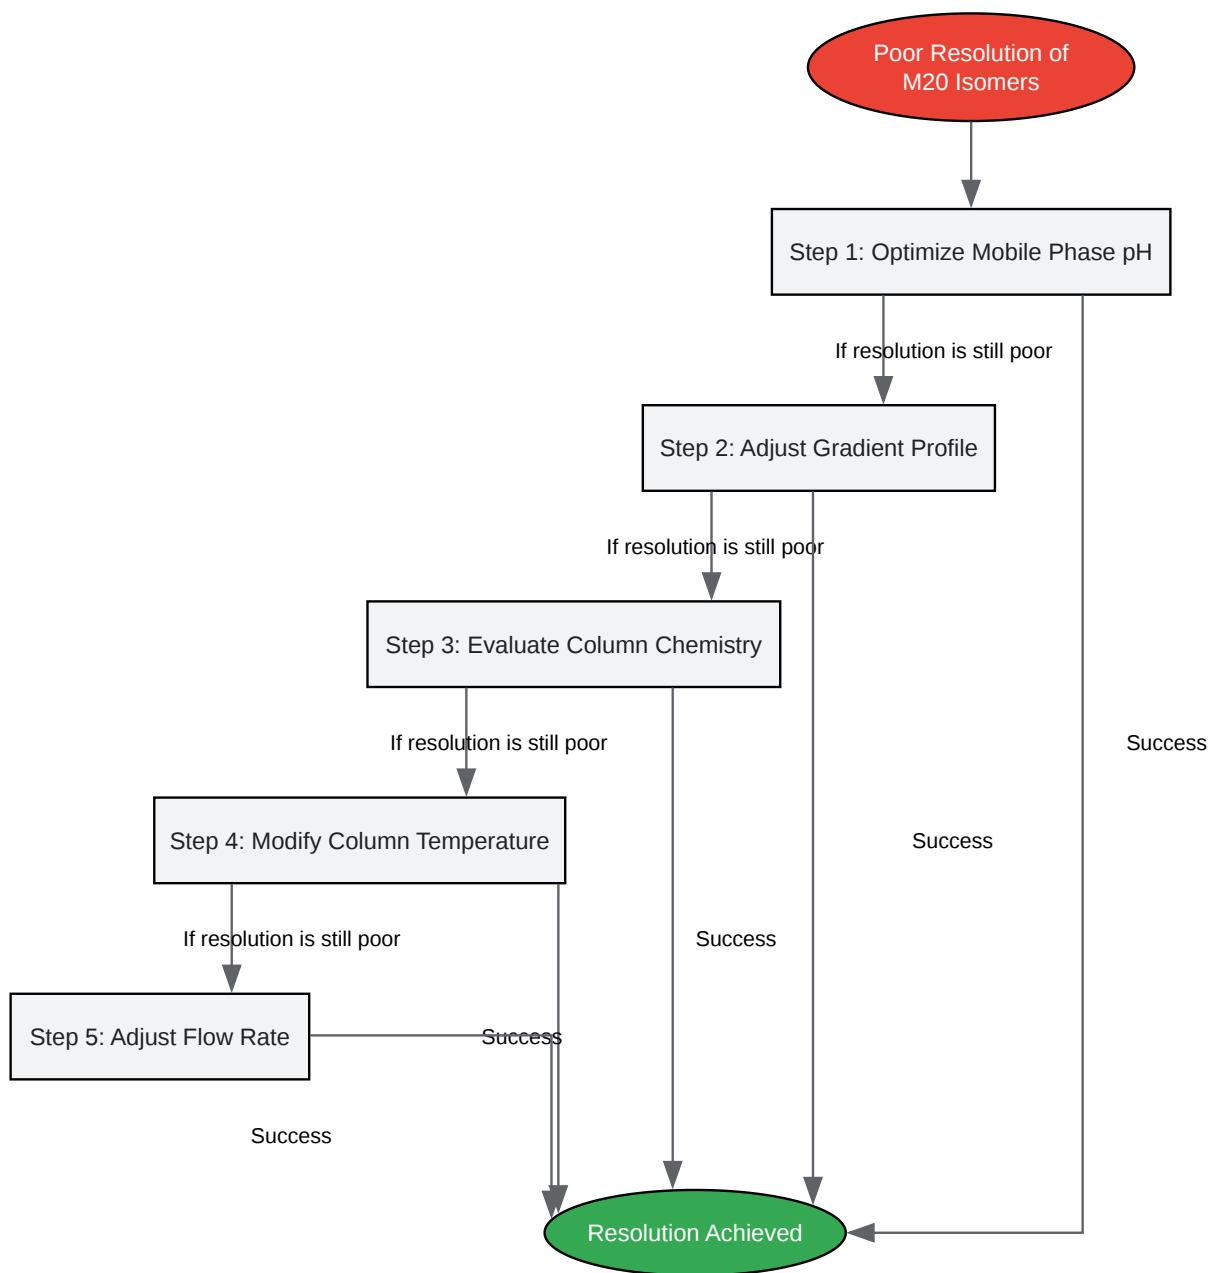 Poor Resolution of
M20 Isomers
Step 1: Optimize Mobile Phase pH
If resolution is still poor
Step 2: Adjust Gradient Profile
If resolution is still poor
Step 3: Evaluate Column Chemistry
If resolution is still poor
Success
Step 4: Modify Column Temperature
Success
If resolution is still poor
Success
Step 5: Adjust Flow Rate
Success
Success
Resolution Achieved